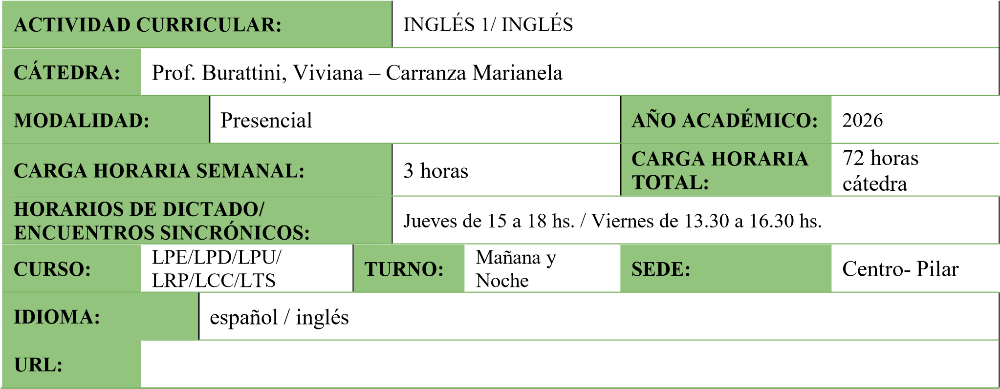 ACTIVIDAD CURRICULAR: INGLÉS 1/ INGLÉS
CÁTEDRA: Prof. Burattini, Viviana – Carranza Marianela
MODALIDAD: Presencial AÑO ACADÉMICO: 2026
CARGA HORARIA SEMANAL: 3 horas
CARGA HORARIA
TOTAL:
72 horas
cátedra
HORARIOS DE DICTADO/
ENCUENTROS SINCRÓNICOS:
Jueves de 15 a 18 hs. / Viernes de 13.30 a 16.30 hs.
CURSO:
LPE/LPD/LPU/
LRP/LCC/LTS
TURNO:
Mañana y
Noche
SEDE: Centro- Pilar
IDIOMA: español / inglés
URL: